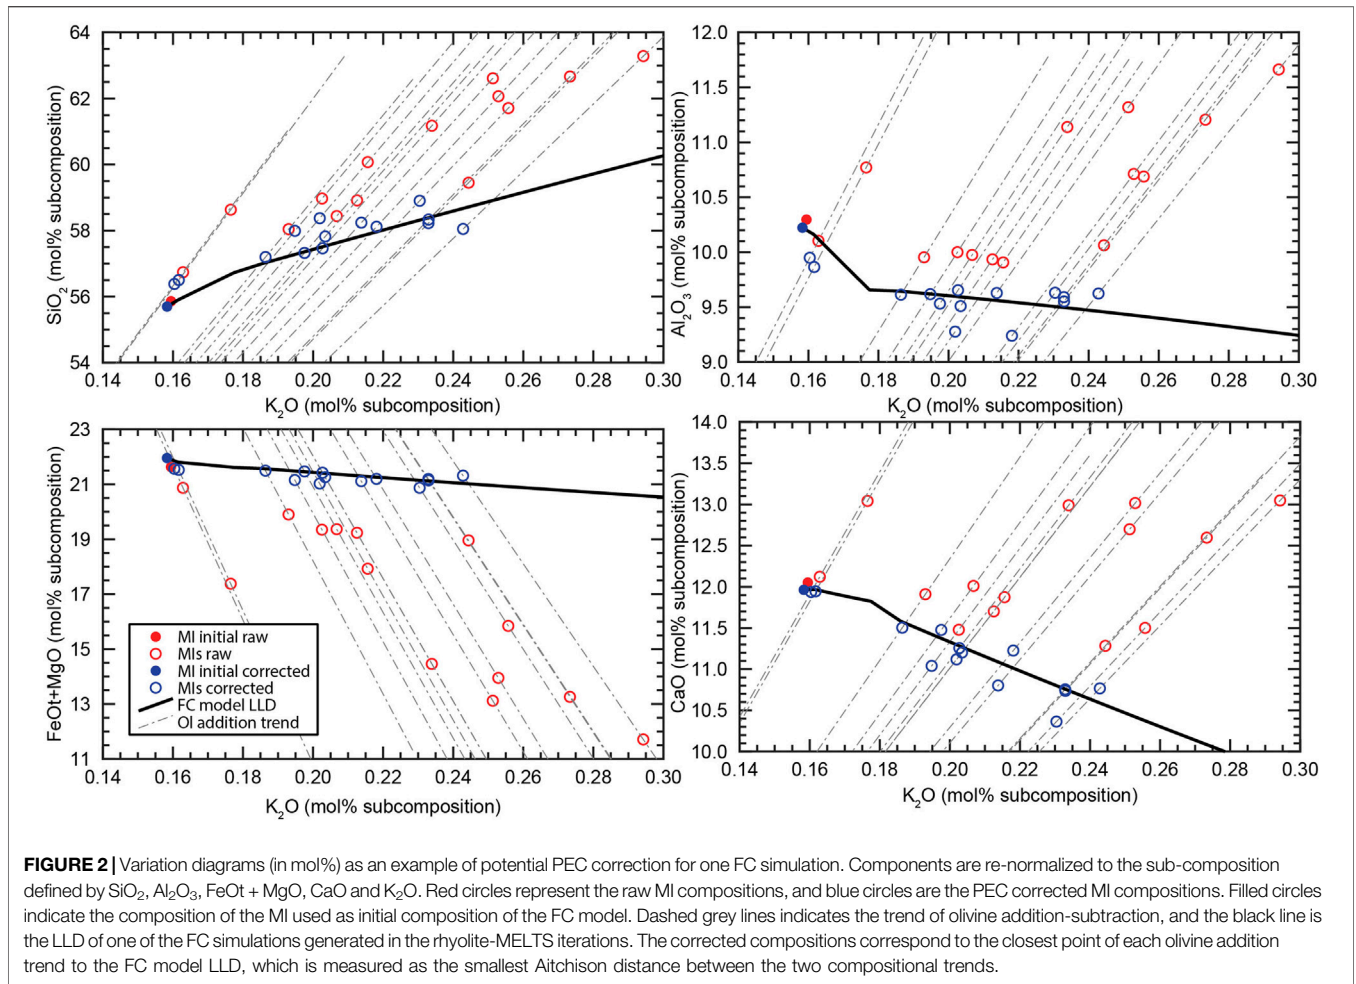 64
62
60
58
56
54
SiO2 (mol% subcomposition)
0.14 0.16 0.18 0.20 0.22 0.24 0.26 0.28 0.30
K2O (mol% subcomposition)
12.0
11.5
11.0
10.5
10.0
9.5
9.0
Al2O3 (mol% subcomposition)
0.14 0.16 0.18 0.20 0.22 0.24 0.26 0.28 0.30
K2O (mol% subcomposition)
23
21
19
17
15
13
11
FeOt+MgO (mol% subcomposition)
MI initial raw
MIs raw
MI initial corrected
MIs corrected
FC model LLD
Ol addition trend
0.14 0.16 0.18 0.20 0.22 0.24 0.26 0.28 0.30
K2O (mol% subcomposition)
14.0
13.5
13.0
12.5
12.0
11.5
11.0
10.5
10.0
CaO (mol% subcomposition)
0.14 0.16 0.18 0.20 0.22 0.24 0.26 0.28 0.30
K2O (mol% subcomposition)
FIGURE 2 | Variation diagrams (in mol%) as an example of potential PEC correction for one FC simulation. Components are re-normalized to the sub-composition
defined by SiO2, Al2O3, FeOt + MgO, CaO and K2O. Red circles represent the raw MI compositions, and blue circles are the PEC corrected MI compositions. Filled circles
indicate the composition of the MI used as initial composition of the FC model. Dashed grey lines indicates the trend of olivine addition-subtraction, and the black line is
the LLD of one of the FC simulations generated in the rhyolite-MELTS iterations. The corrected compositions correspond to the closest point of each olivine addition
trend to the FC model LLD, which is measured as the smallest Aitchison distance between the two compositional trends.